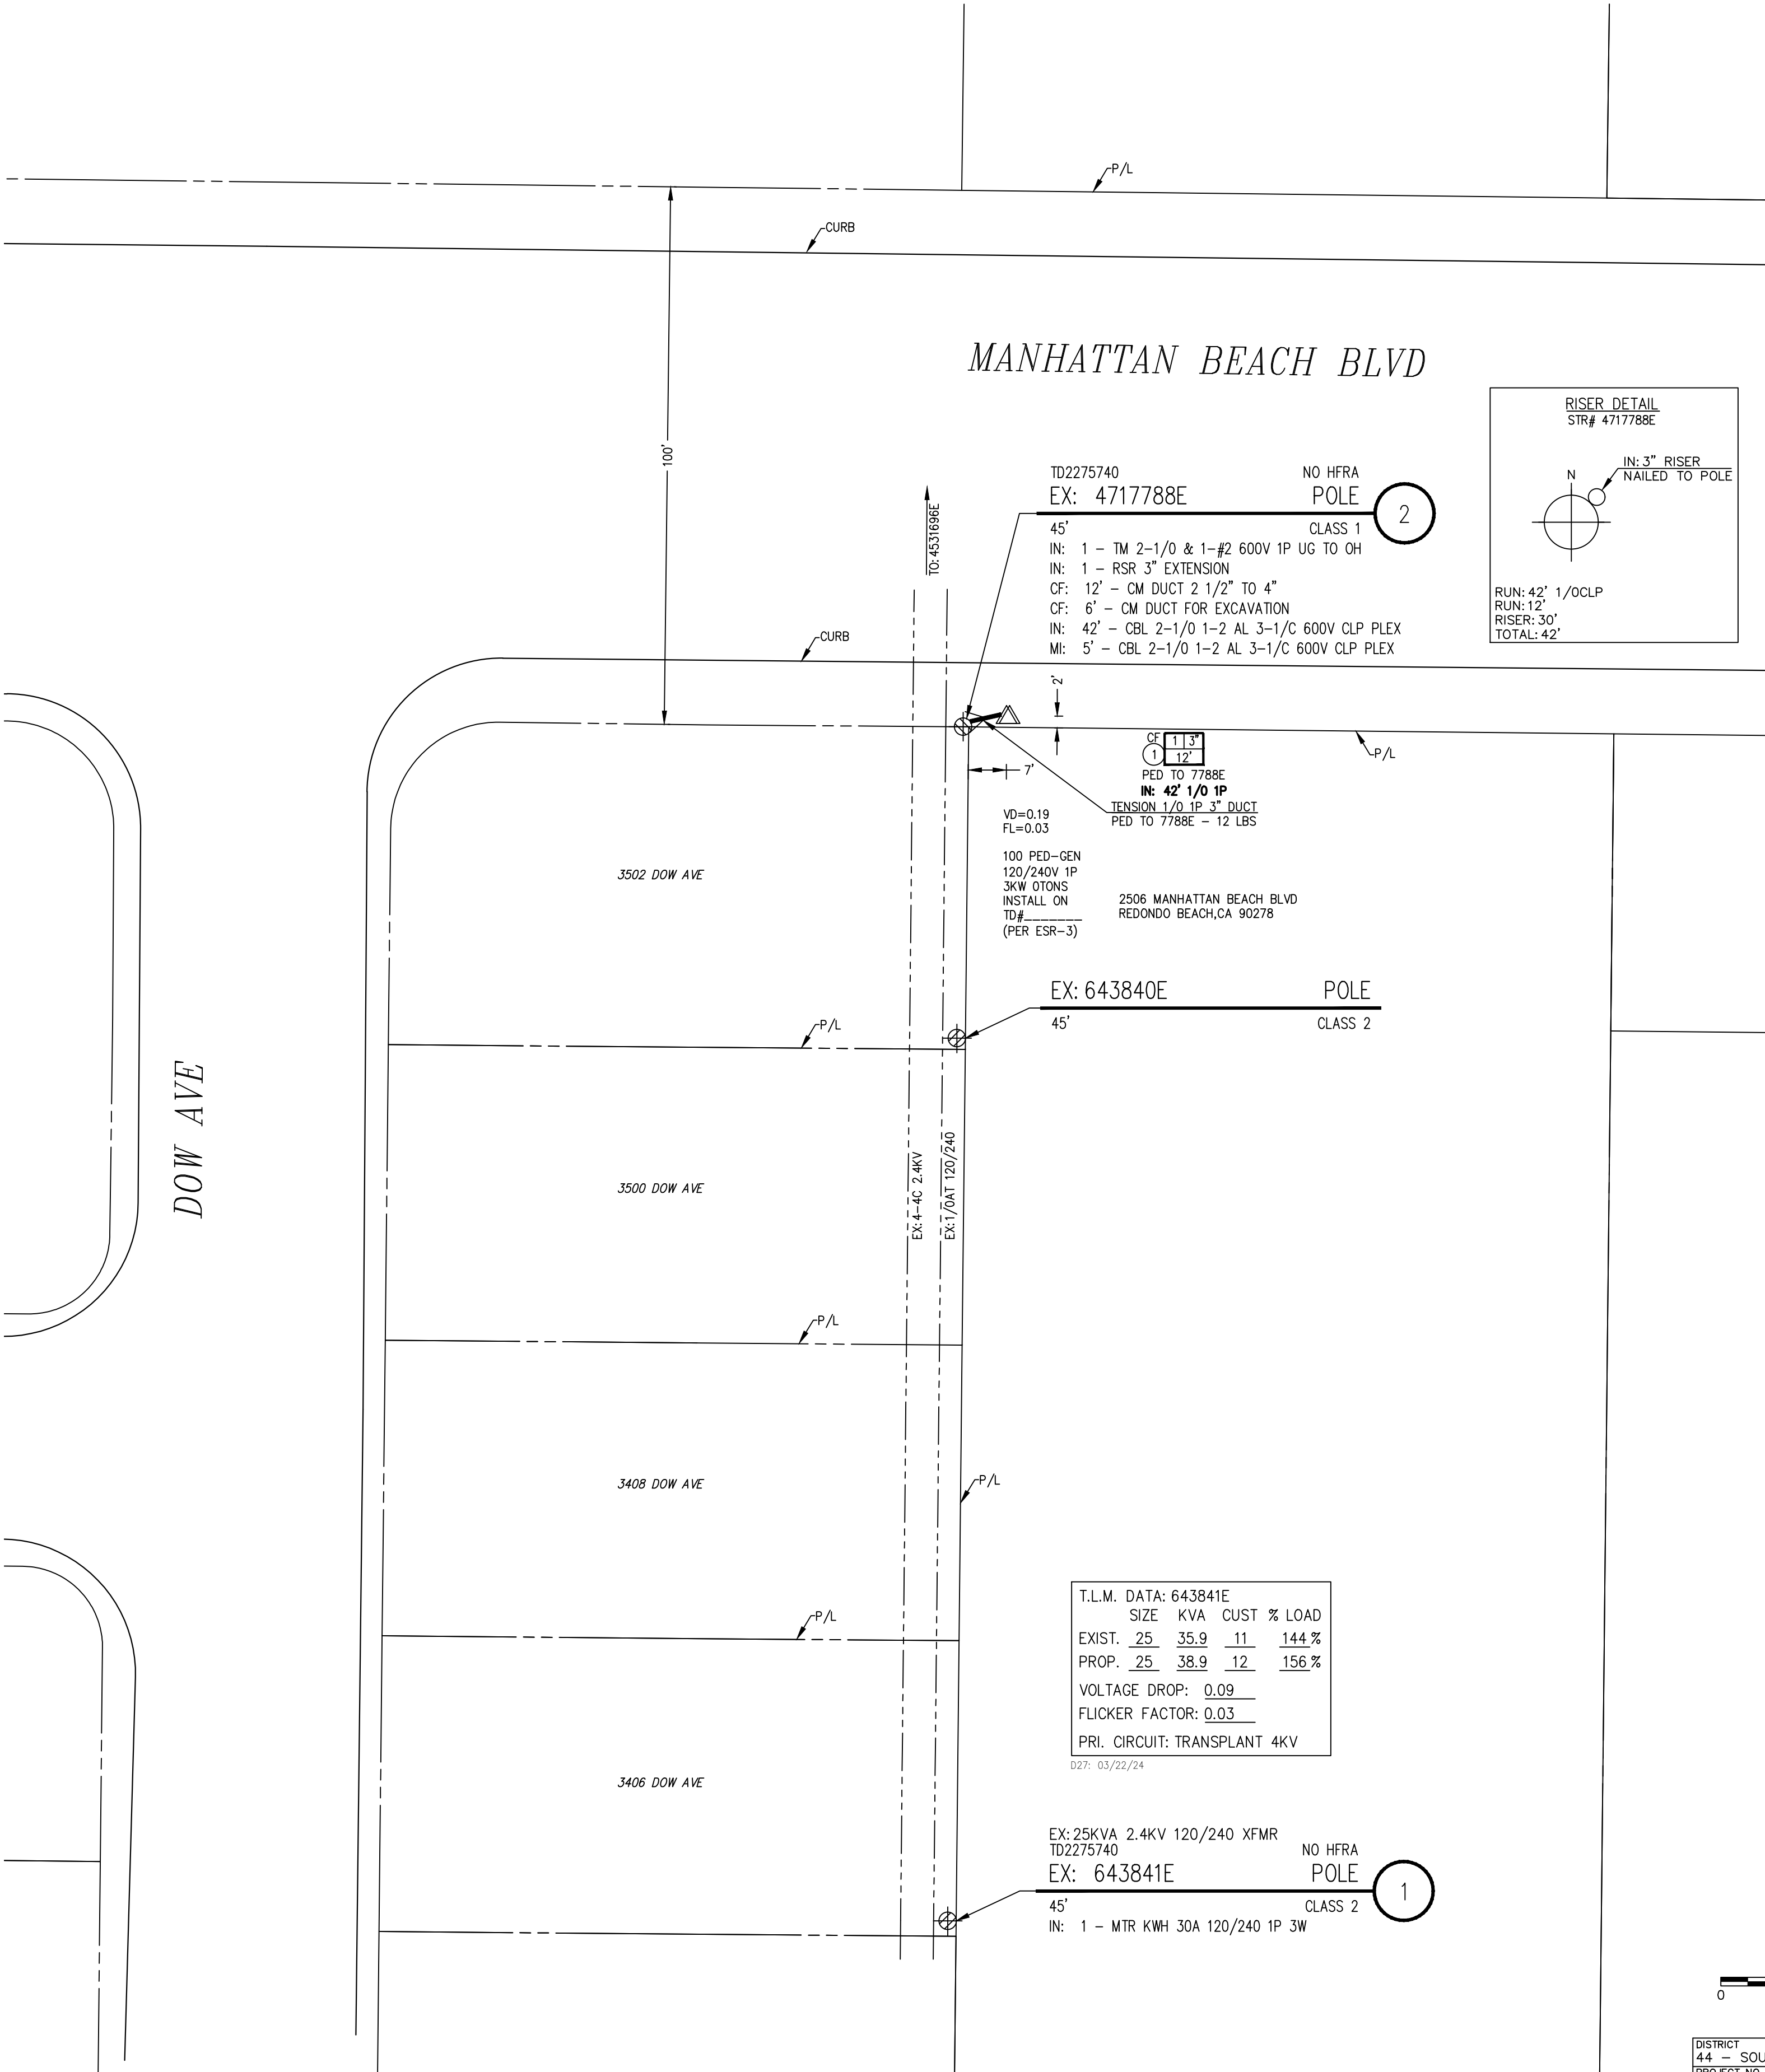 P/L
CURB
MANHATTAN BEACH BLVD
100'
RISER DETAIL
STR# 4717788E
N
IN: 3" RISER
NAILED TO POLE
RUN: 42' 1/0CLP
RUN: 12'
RISER: 30'
TOTAL: 42'
TD2275740 NO HFRA
EX: 4717788E POLE
2
45' CLASS 1
IN: 1 – TM 2–1/0 & 1–#2 600V 1P UG TO OH
IN: 1 – RSR 3" EXTENSION
CF: 12' – CM DUCT 2 1/2" TO 4"
CF: 6' – CM DUCT FOR EXCAVATION
IN: 42' – CBL 2–1/0 1–2 AL 3–1/C 600V CLP PLEX
MI: 5' – CBL 2–1/0 1–2 AL 3–1/C 600V CLP PLEX
TO: 4531696E
CURB
2'
P/L
7'
CF 1 3"
1 12'
PED TO 7788E
IN: 42' 1/0 1P
TENSION 1/0 1P 3" DUCT
PED TO 7788E – 12 LBS
VD=0.19
FL=0.03
100 PED–GEN
120/240V 1P
3KW 0TONS
INSTALL ON
TD#_______
(PER ESR–3)
2506 MANHATTAN BEACH BLVD
REDONDO BEACH,CA 90278
3502 DOW AVE
EX: 643840E POLE
45' CLASS 2
P/L
DOW AVE
3500 DOW AVE
EX: 4–4C 2.4KV
EX: 1/0AT 120/240
P/L
3408 DOW AVE
P/L
P/L
T.L.M. DATA: 643841E
SIZE KVA CUST % LOAD
EXIST. 25 35.9 11 144 %
PROP. 25 38.9 12 156 %
VOLTAGE DROP: 0.09
FLICKER FACTOR: 0.03
PRI. CIRCUIT: TRANSPLANT 4KV
D27: 03/22/24
3406 DOW AVE
EX: 25KVA 2.4KV 120/240 XFMR
TD2275740 NO HFRA
EX: 643841E POLE
1
45' CLASS 2
IN: 1 – MTR KWH 30A 120/240 1P 3W
0
DISTRICT
44 – SOU